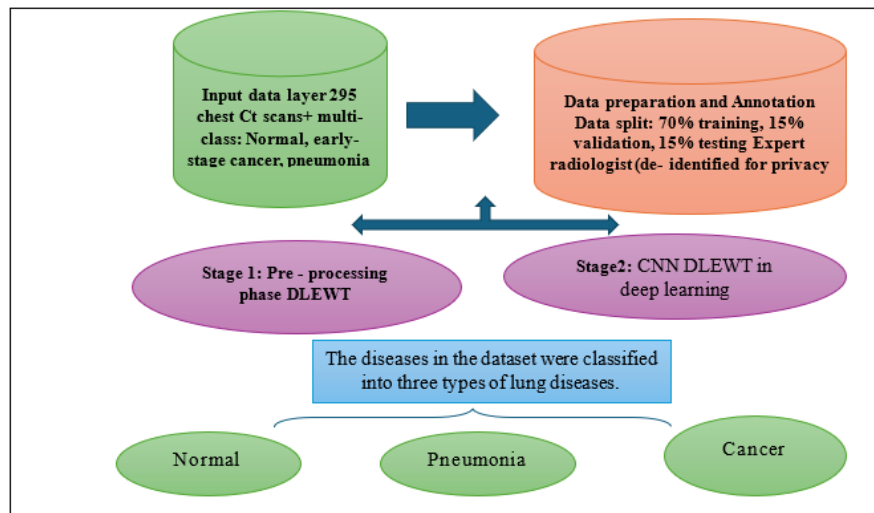 Input data layer 295
chest Ct scans+ multi-
class: Normal, early-
stage cancer, pneumonia
Data preparation and Annotation
Data split: 70% training, 15%
validation, 15% testing Expert
radiologist (de- identified for privacy
Stage 1: Pre - processing
phase DLEWT
Stage2: CNN DLEWT in
deep learning
The diseases in the dataset were classified
into three types of lung diseases.
Normal
Pneumonia
Cancer